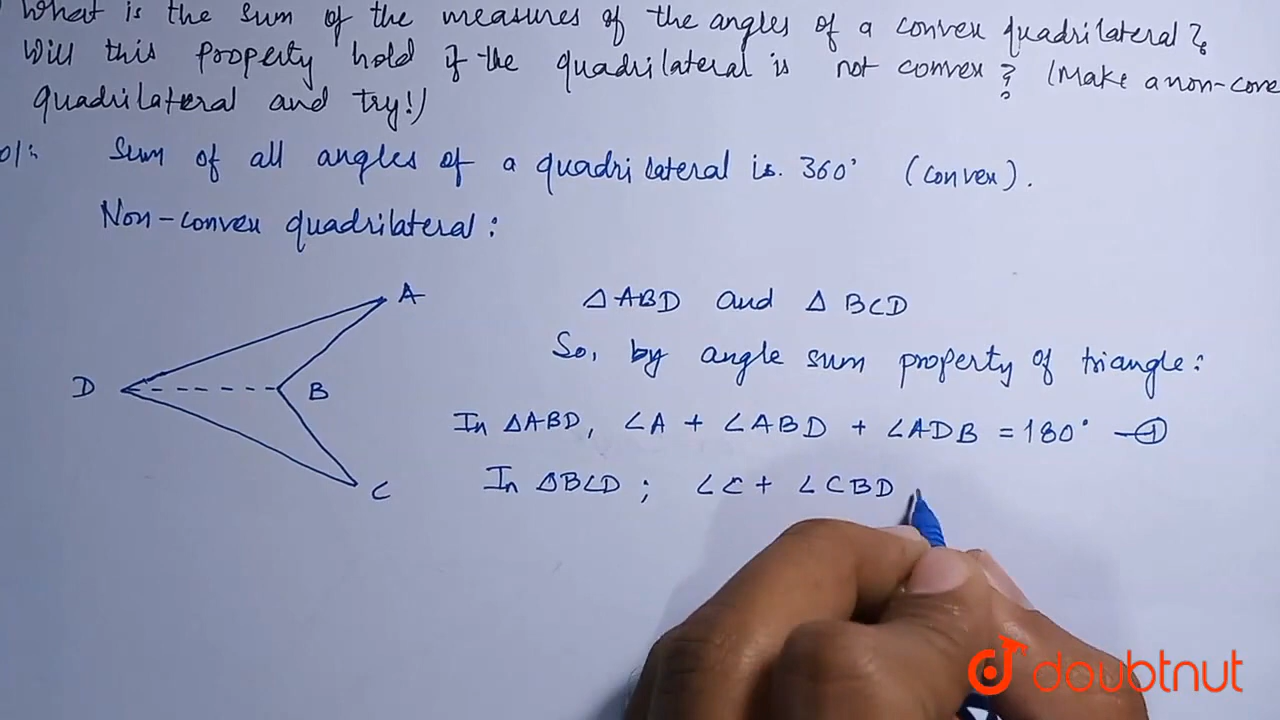 What is the sum of the measures of the angles of a convex quadrilateral?
Will this property hold if the quadrilateral is not convex? (Make a non-conve
quadrilateral and try!)
ol: Sum of all angles of a quadrilateral is 360° (convex).
Non-convex quadrilateral:
A
D
B
C
△ ABD and △ BCD
So, by angle sum property of triangle:
In △ABD, ∠A + ∠ABD + ∠ADB = 180° —①
In △BCD; ∠C + ∠CBD
doubtnut